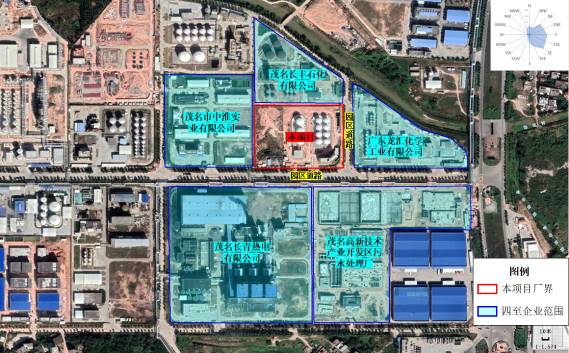 N
茂名长丰石化
有限公司
茂名市中淮实
业有限公司
本项目
园区道路
广东龙汇化学
工业有限公司
园区道路
茂名长青热电
有限公司
茂名高新技术
产业开发区污
水处理厂
图例
本项目厂界
四至企业范围